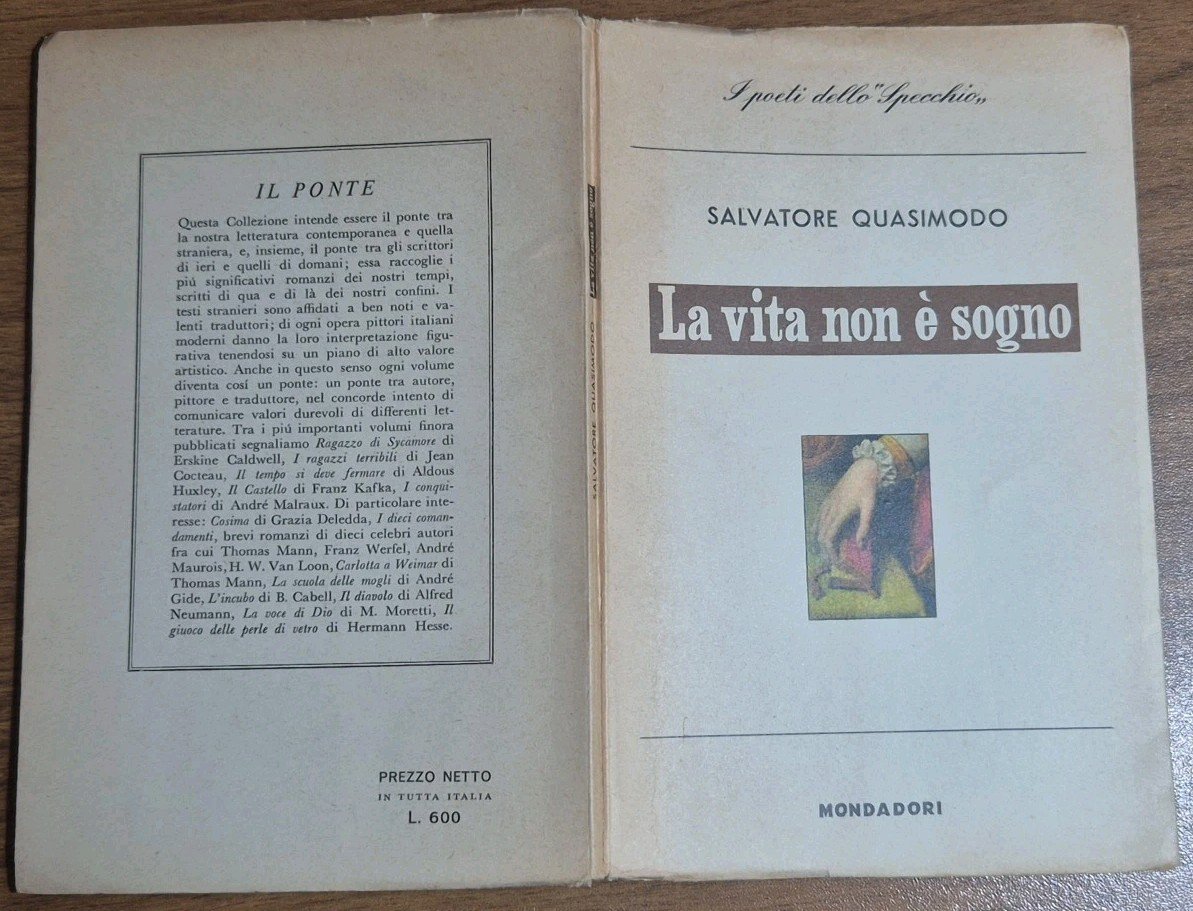 IL PONTE
Questa Collezione intende essere il ponte tra
la nostra letteratura contemporanea e quella
straniera, e, insieme, il ponte tra gli scrittori
di ieri e quelli di domani; essa raccoglie i
piú significativi romanzi dei nostri tempi,
scritti di qua e di là dei nostri confini. I
testi stranieri sono affidati a ben noti e va-
lenti traduttori; di ogni opera pittori italiani
moderni danno la loro interpretazione figu-
rativa tenendosi su un piano di alto valore
artistico. Anche in questo senso ogni volume
diventa cosí un ponte: un ponte tra autore,
pittore e traduttore, nel concorde intento di
comunicare valori durevoli di differenti let-
terature. Tra i piú importanti volumi finora
pubblicati segnaliamo Ragazzo di Sycamore di
Erskine Caldwell, I ragazzi terribili di Jean
Cocteau, Il tempo si deve fermare di Aldous
Huxley, Il Castello di Franz Kafka, I conqui-
statori di André Malraux. Di particolare inte-
resse: Cosima di Grazia Deledda, I dieci coman-
damenti, brevi romanzi di dieci celebri autori
fra cui Thomas Mann, Franz Werfel, André
Maurois, H. W. Van Loon, Carlotta a Weimar di
Thomas Mann, La scuola delle mogli di André
Gide, L'incubo di B. Cabell, Il diavolo di Alfred
Neumann, La voce di Dio di M. Moretti, Il
giuoco delle perle di vetro di Hermann Hesse.
PREZZO NETTO
IN TUTTA ITALIA
L. 600
SALVATORE QUASIMODO La vita non è sogno
I poeti dello "Specchio„
SALVATORE QUASIMODO
La vita non è sogno
MONDADORI